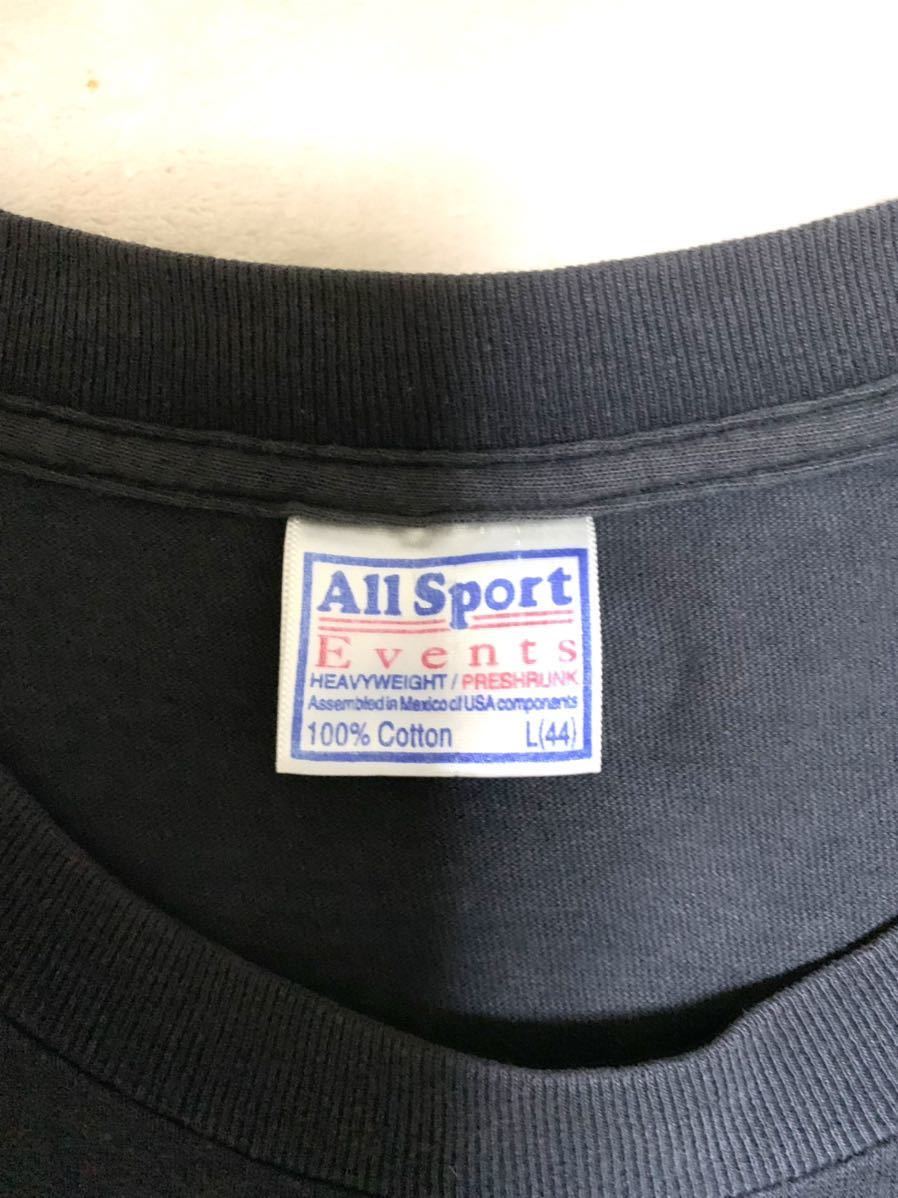 All Sport
Events
HEAVYWEIGHT / PRESHRUNK
Assembled in Mexico of USA components
100% Cotton L(44)